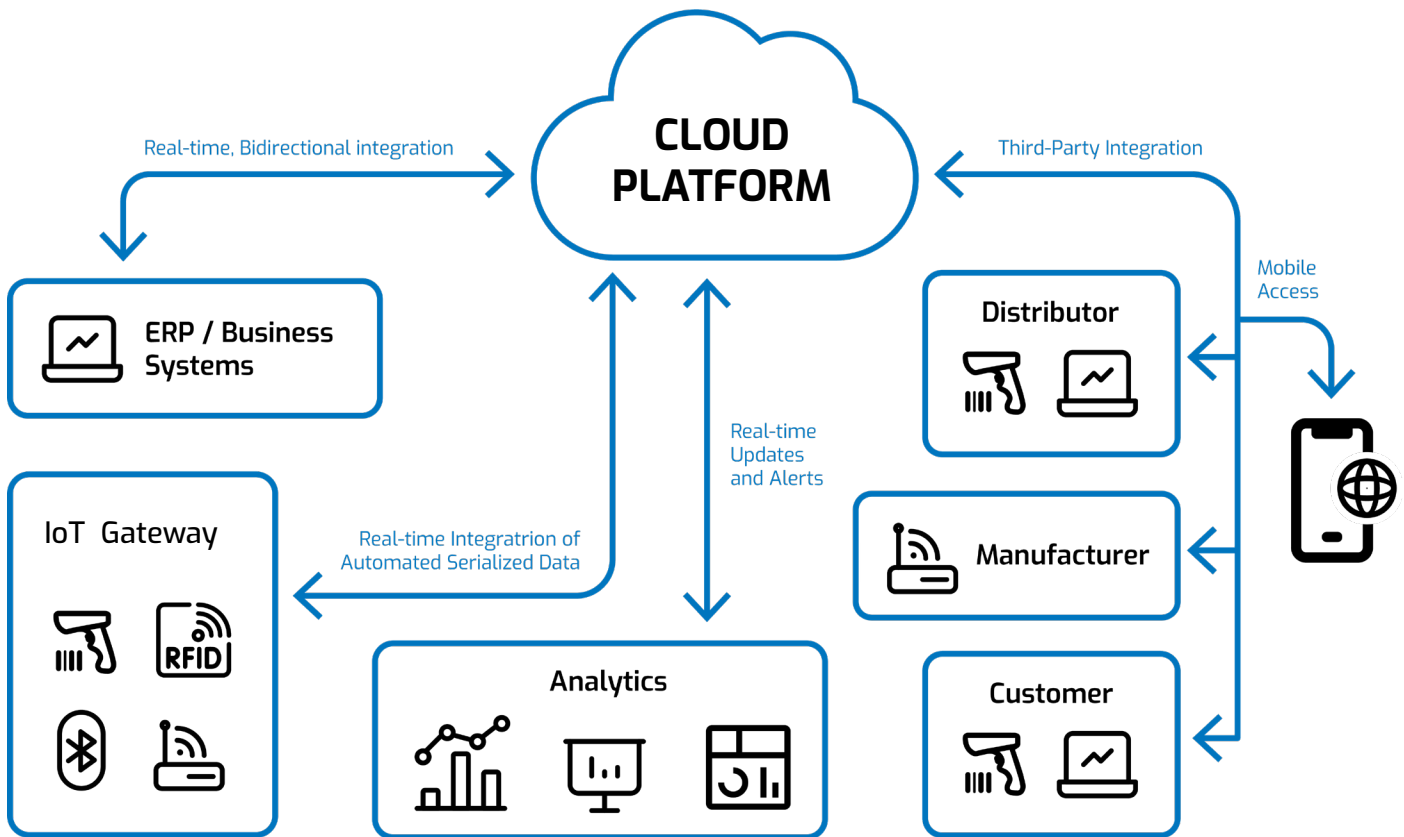 CLOUD
PLATFORM
Real-time, Bidirectional integration
Third-Party Integration
Mobile
Access
ERP / Business
Systems
Distributor
Real-time
Updates
and Alerts
IoT Gateway
RFID
Real-time Integratrion of
Automated Serialized Data
Manufacturer
Analytics
Customer